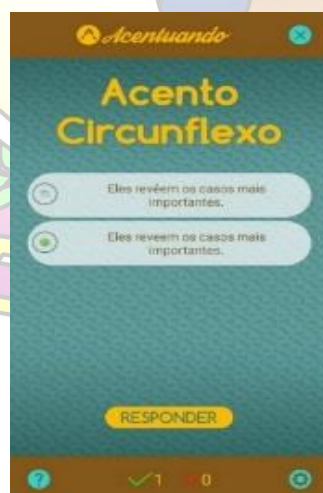 Acentuando
Acento
Circunflexo
Eles revêem os casos mais
importantes.
Eles reveem os casos mais
importantes.
RESPONDER
? 1 0